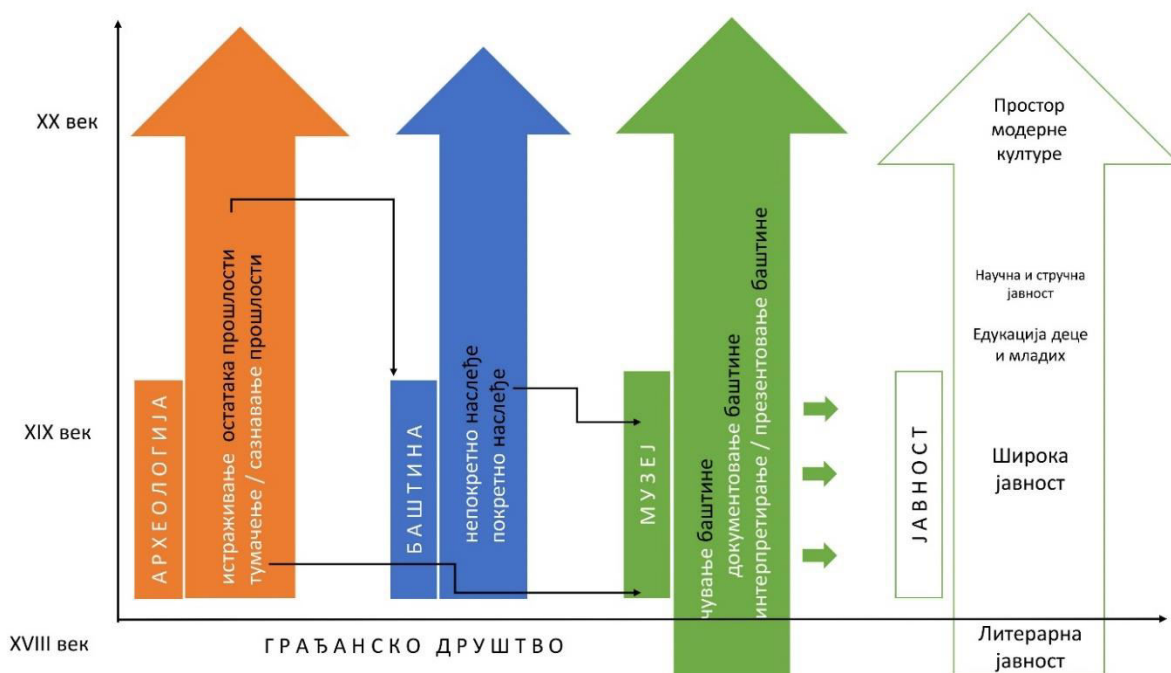 XX век
XIX век
XVIII век
АРХЕОЛОГИЈА
истраживање остатака прошлости
тумачење / сазнавање прошлости
БАШТИНА
непокретно наслеђе
покретно наслеђе
МУЗЕЈ
чување баштине
документовање баштине
интерпретирање / презентовање баштине
ЈАВНОСТ
Простор
модерне
културе
Научна и стручна
јавност
Едукација деце
и младих
Широка
јавност
Литерарна
јавност
ГРАЂАНСКО ДРУШТВО